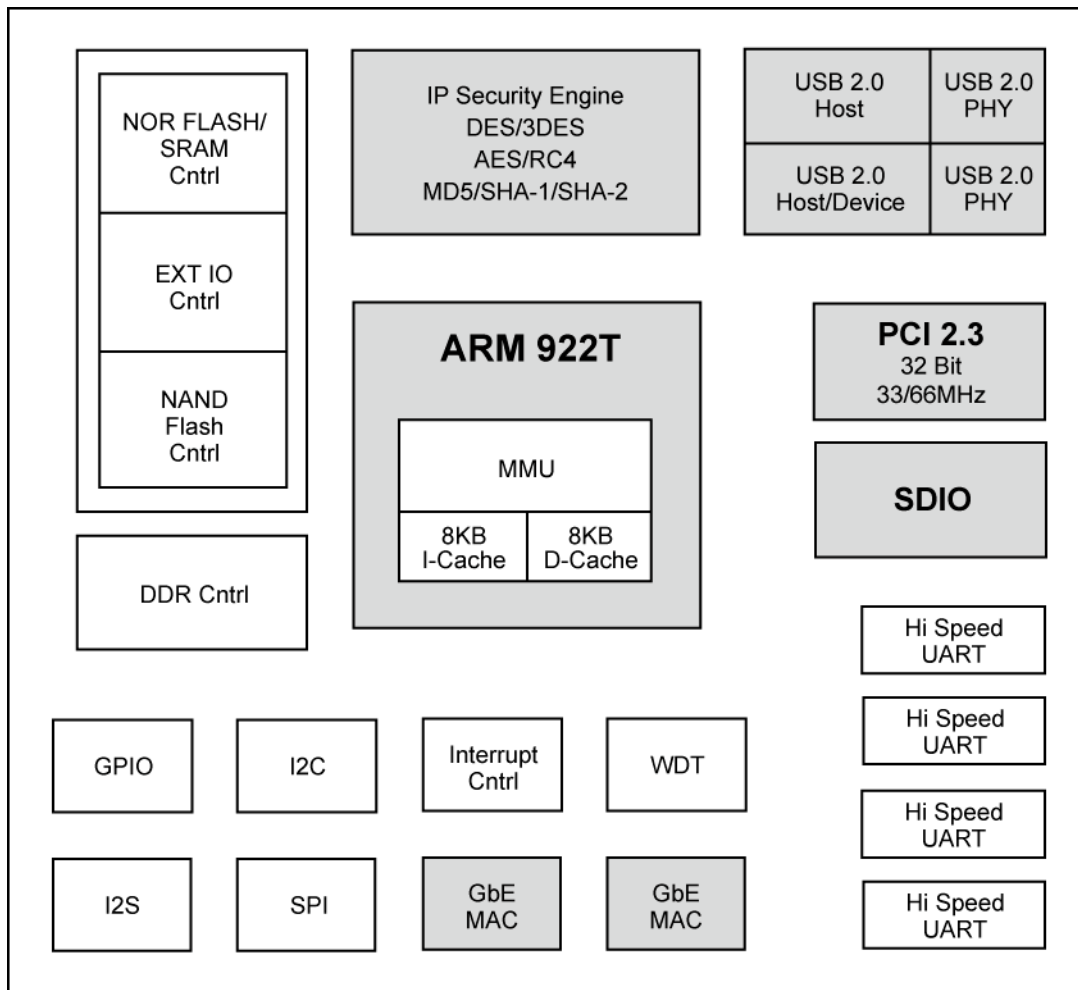 NOR FLASH/
SRAM
Cntrl
EXT IO
Cntrl
NAND
Flash
Cntrl
DDR Cntrl
IP Security Engine
DES/3DES
AES/RC4
MD5/SHA-1/SHA-2
USB 2.0
Host
USB 2.0
PHY
USB 2.0
Host/Device
USB 2.0
PHY
ARM 922T
MMU
8KB
I-Cache
8KB
D-Cache
PCI 2.3
32 Bit
33/66MHz
SDIO
Hi Speed
UART
Hi Speed
UART
Hi Speed
UART
Hi Speed
UART
GPIO
I2C
Interrupt
Cntrl
WDT
I2S
SPI
GbE
MAC
GbE
MAC